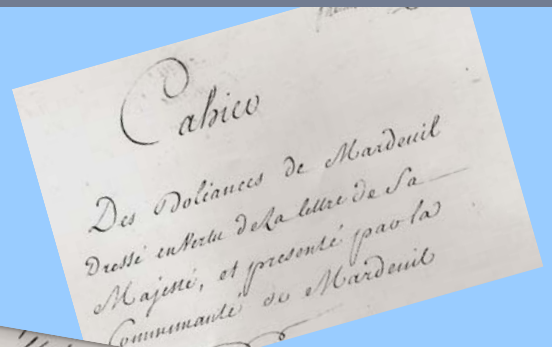 Cahier
Des Doléances de Mardeuil
Dressé en Vertu de La lettre de Sa
Majesté, et presenté par la
Communauté de Mardeuil